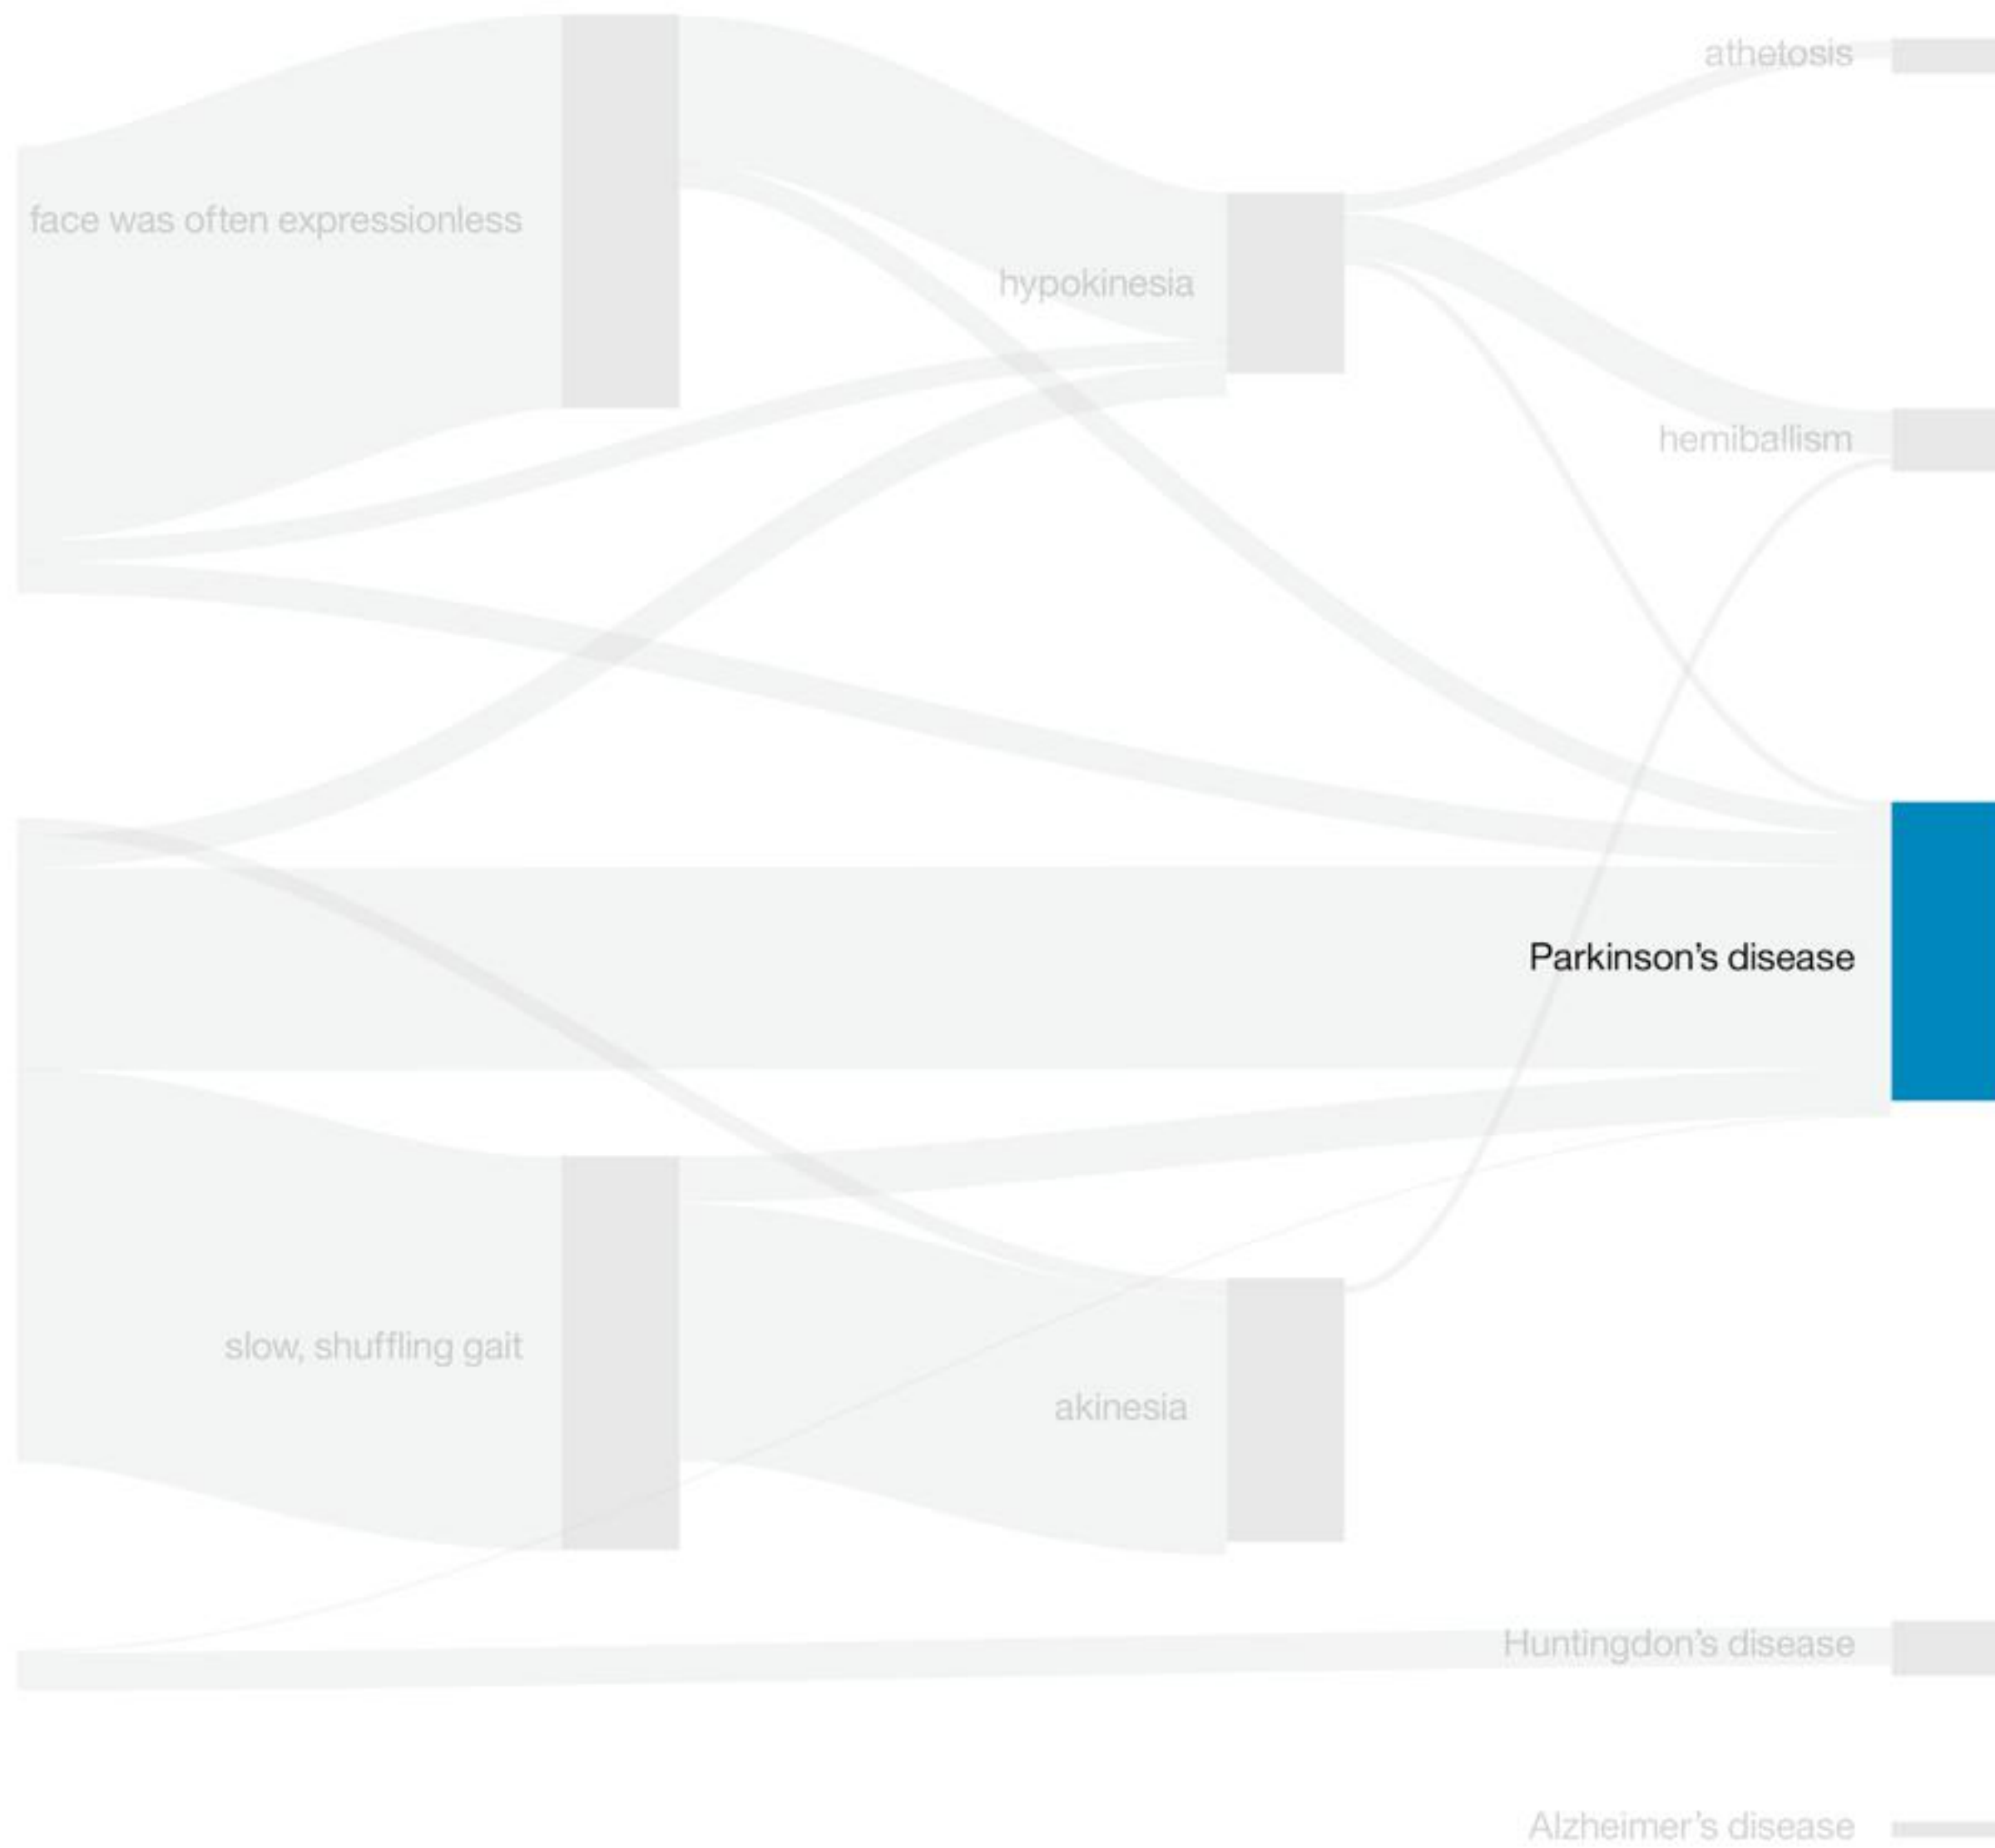 athetosis
face was often expressionless
hypokinesia
hemiballism
Parkinson’s disease
slow, shuffling gait
akinesia
Huntingdon’s disease
Alzheimer’s disease